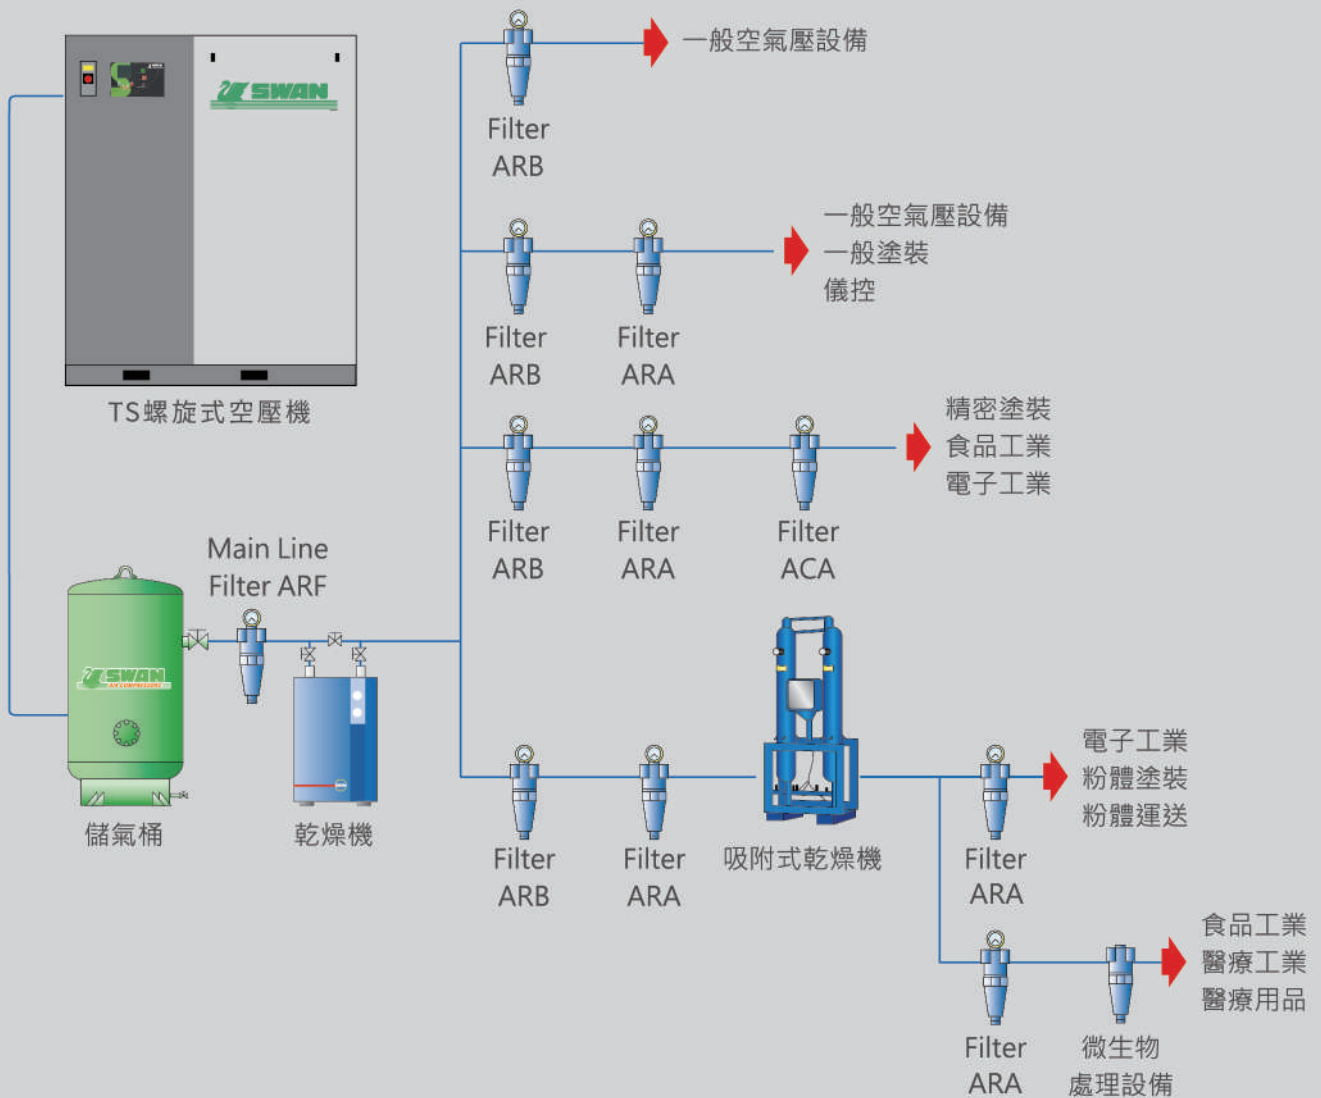 SWAN
TS螺旋式空壓機
Filter
ARB
一般空氣壓設備
Filter
ARB
Filter
ARA
一般空氣壓設備
一般塗裝
儀控
Filter
ARB
Filter
ARA
Filter
ACA
精密塗裝
食品工業
電子工業
Main Line
Filter ARF
SWAN
AIR COMPRESSORS
儲氣桶
乾燥機
Filter
ARB
Filter
ARA
吸附式乾燥機
Filter
ARA
電子工業
粉體塗裝
粉體運送
Filter
ARA
微生物
處理設備
食品工業
醫療工業
醫療用品